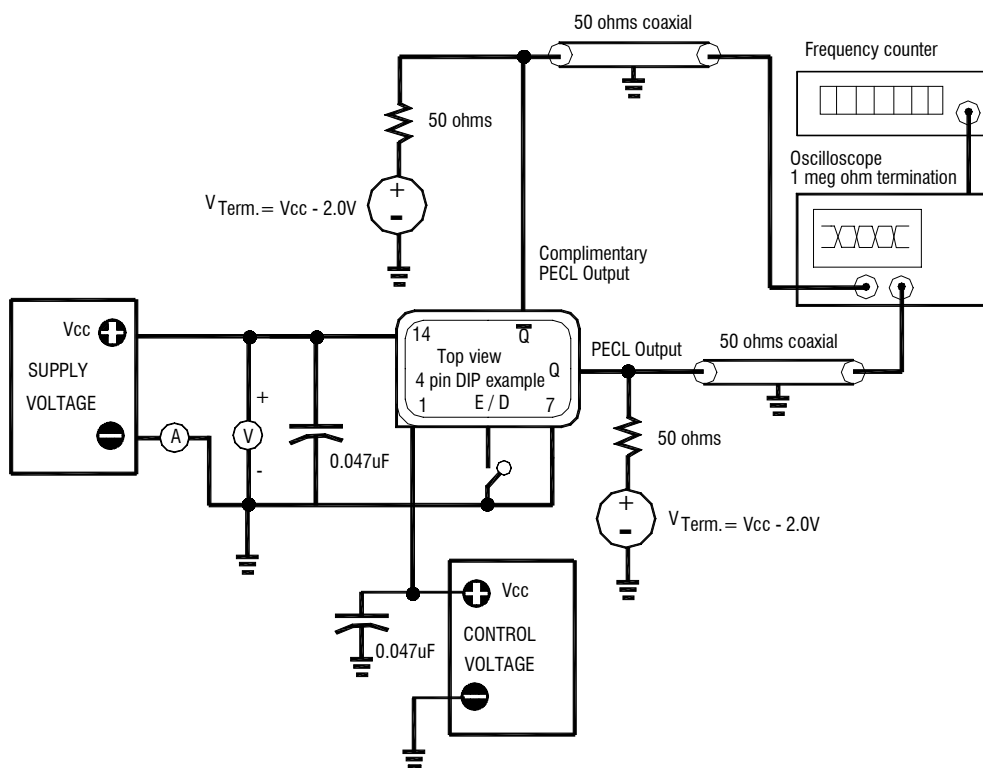 50 ohms coaxial
Frequency counter
50 ohms
Oscilloscope
1 meg ohm termination
+
-
V Term. = Vcc - 2.0V
Complimentary
PECL Output
Vcc
SUPPLY
VOLTAGE
A
+
V
-
0.047uF
14
Q
Top view
4 pin DIP example
Q
1
E / D
7
PECL Output
50 ohms coaxial
50 ohms
+
-
V Term. = Vcc - 2.0V
Vcc
0.047uF
CONTROL
VOLTAGE